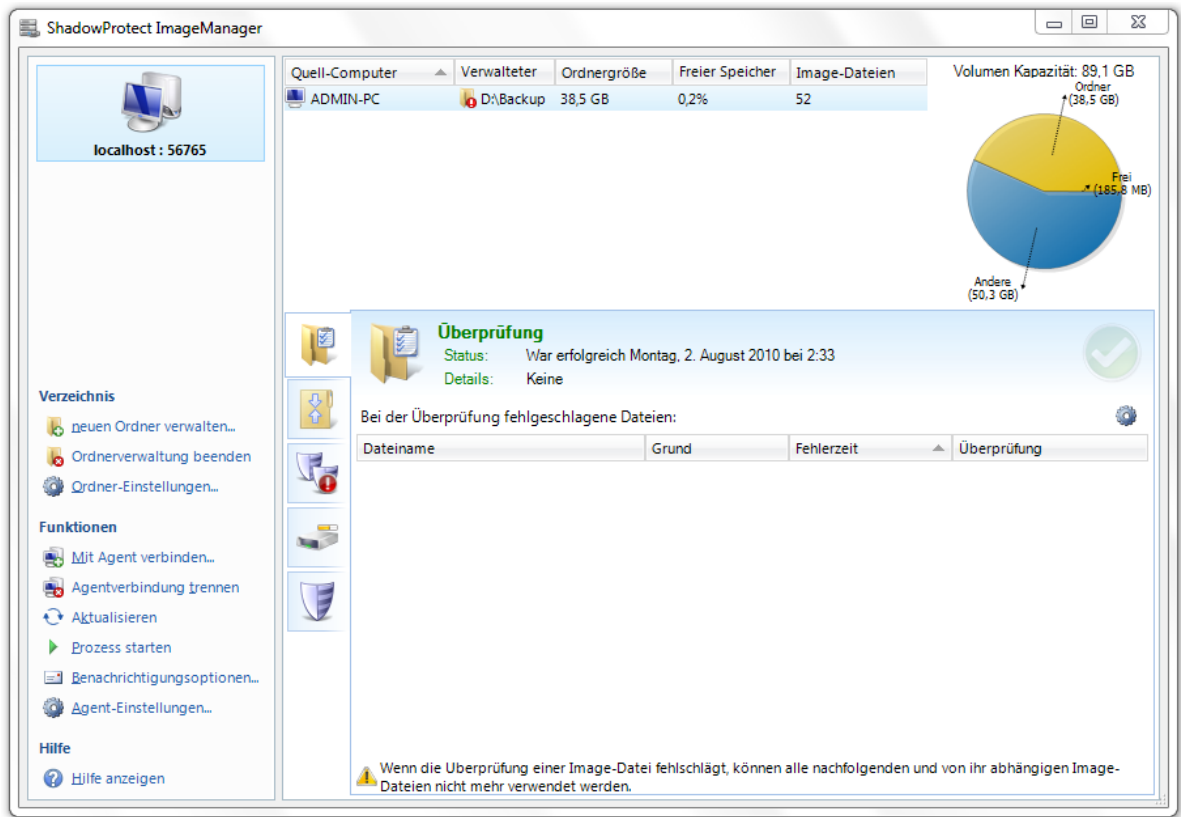 ShadowProtect ImageManager
localhost : 56765
Quell-Computer Verwalteter Ordnergröße Freier Speicher Image-Dateien
ADMIN-PC D:\Backup 38,5 GB 0,2% 52
Volumen Kapazität: 89,1 GB
Ordner
(38,5 GB)
Frei
(185,8 MB)
Andere
(50,3 GB)
Verzeichnis
neuen Ordner verwalten...
Ordnerverwaltung beenden
Ordner-Einstellungen...
Funktionen
Mit Agent verbinden...
Agentverbindung trennen
Aktualisieren
Prozess starten
Benachrichtigungsoptionen...
Agent-Einstellungen...
Hilfe
Hilfe anzeigen
Überprüfung
Status: War erfolgreich Montag, 2. August 2010 bei 2:33
Details: Keine
Bei der Überprüfung fehlgeschlagene Dateien:
Dateiname Grund Fehlerzeit Überprüfung
Wenn die Überprüfung einer Image-Datei fehlschlägt, können alle nachfolgenden und von ihr abhängigen Image-
Dateien nicht mehr verwendet werden.